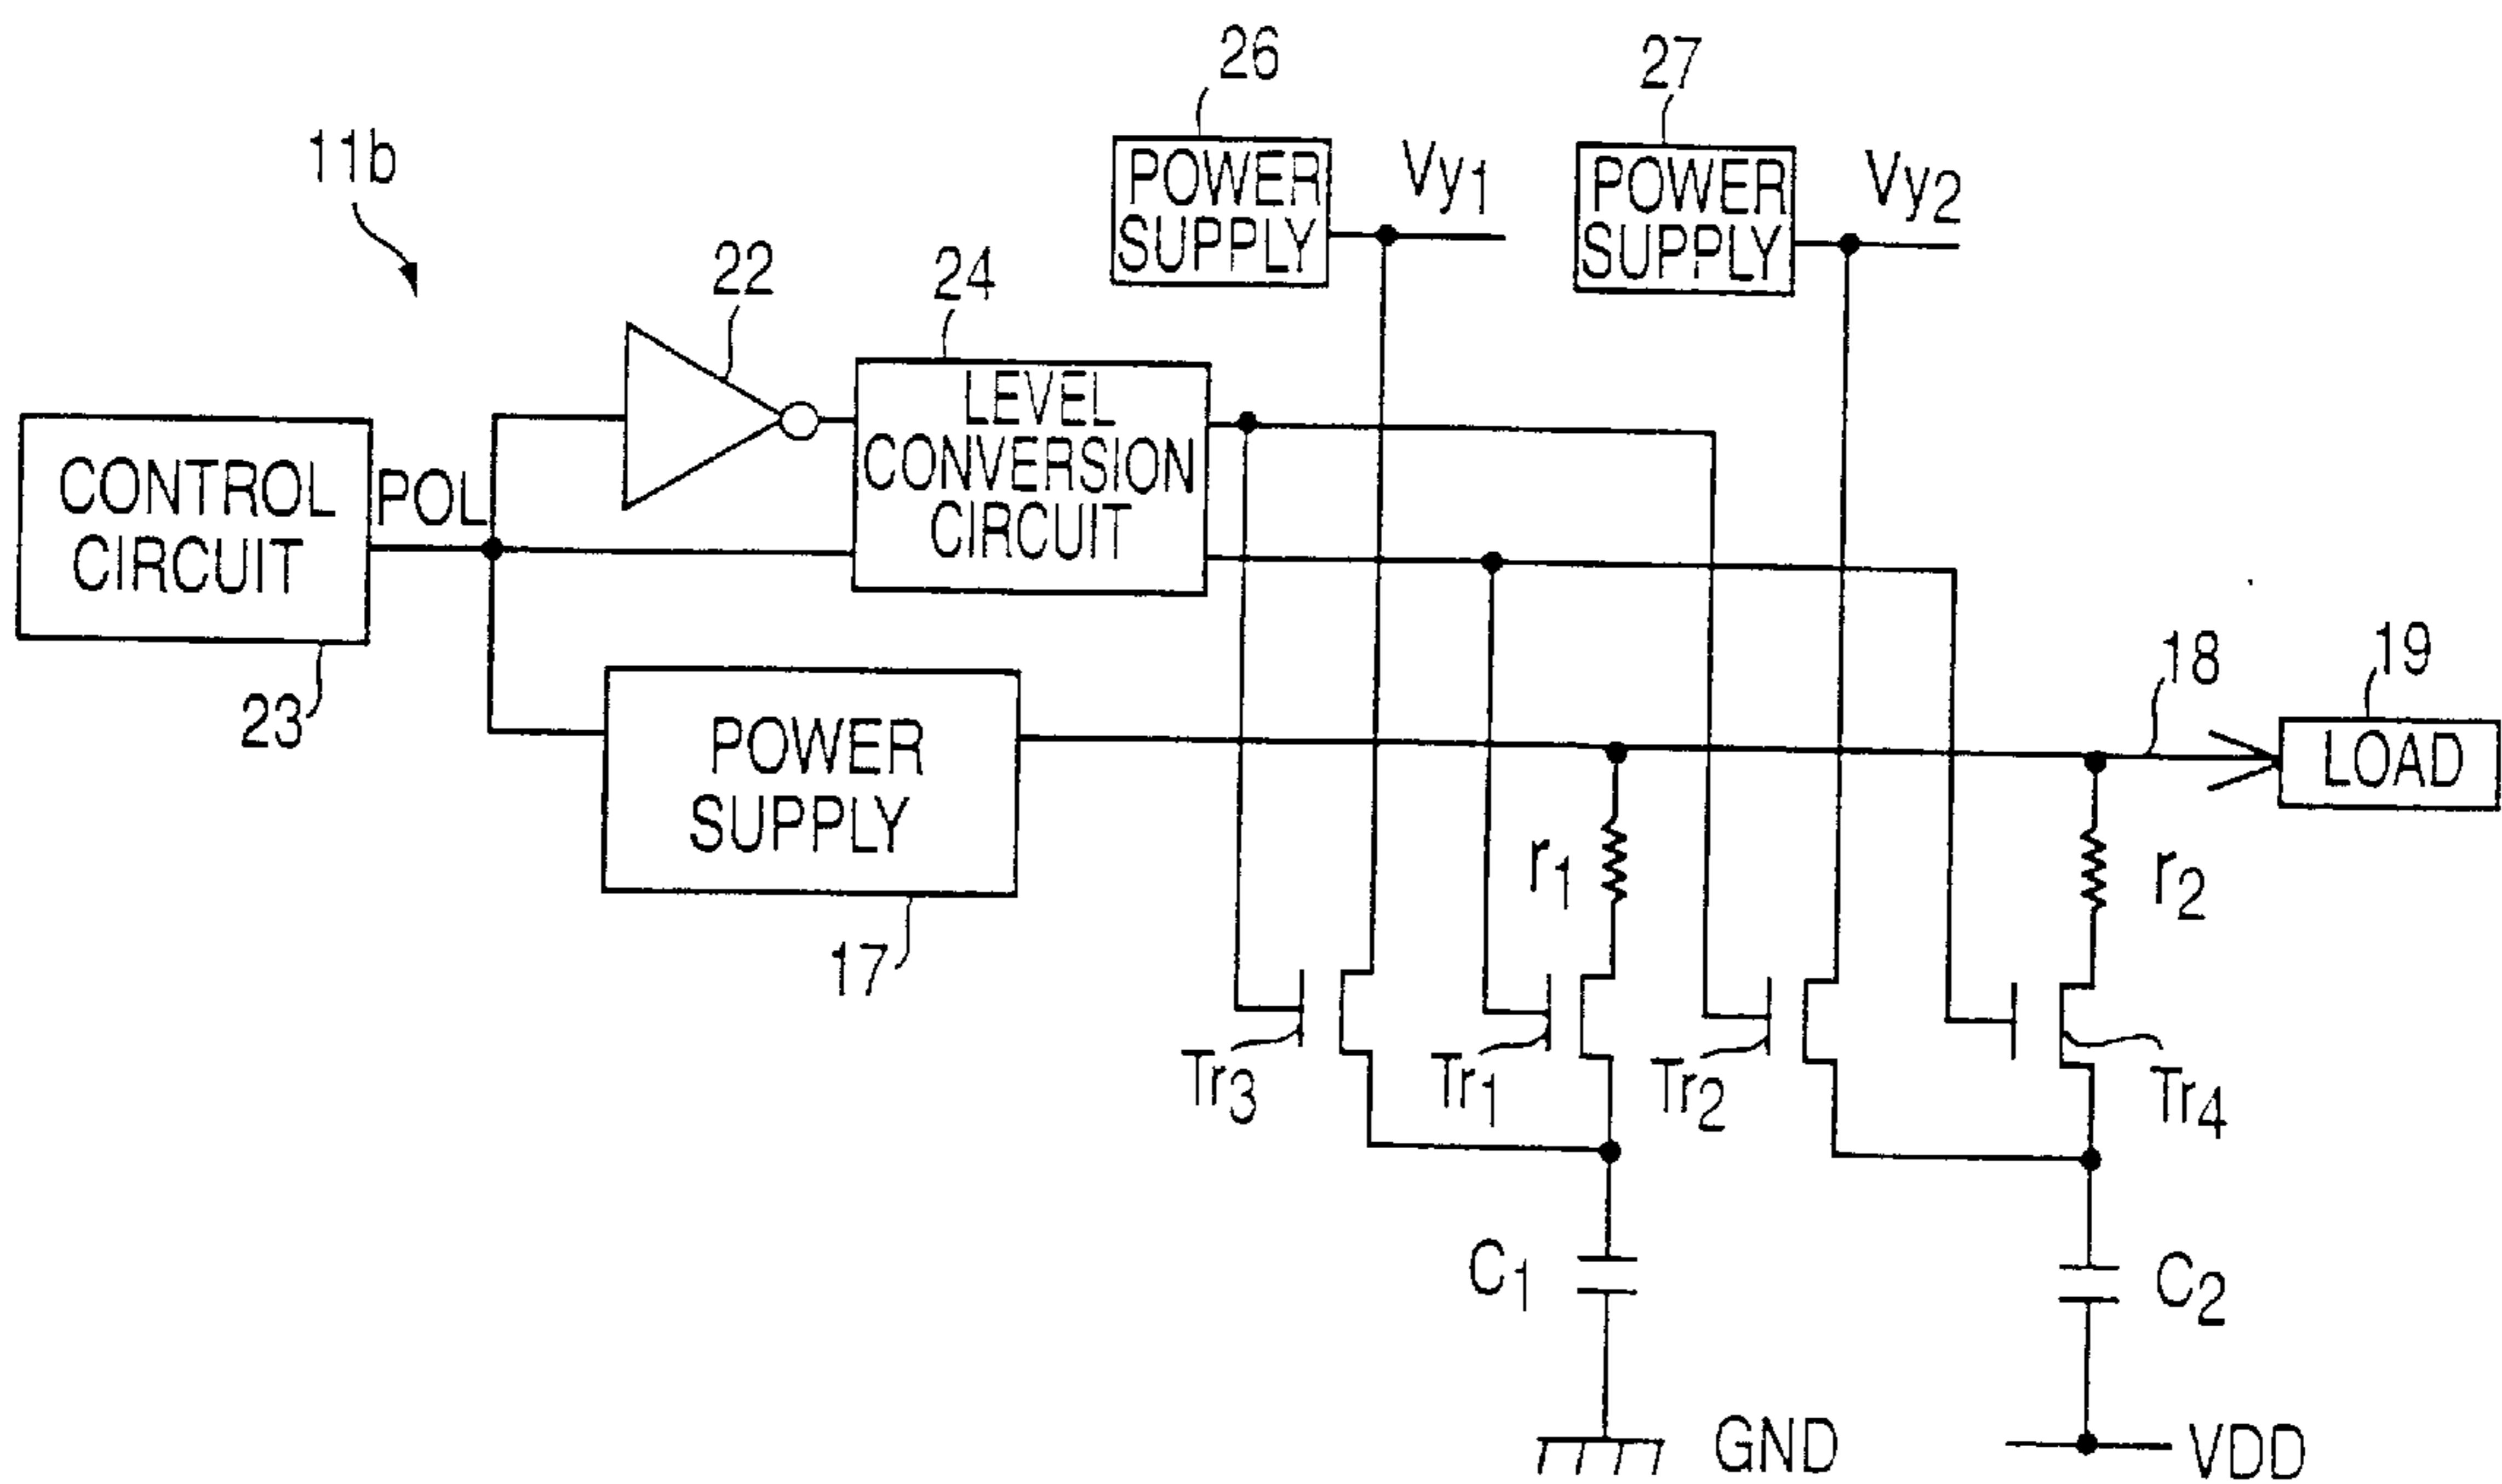 26
27
11b
POWER
SUPPLY
Vy1
POWER
SUPPLY
Vy2
22
24
LEVEL
CONVERSION
CIRCUIT
CONTROL
CIRCUIT
POL
23
POWER
SUPPLY
17
18
19
LOAD
r1
r2
Tr3
Tr1
Tr2
Tr4
C1
C2
GND
VDD